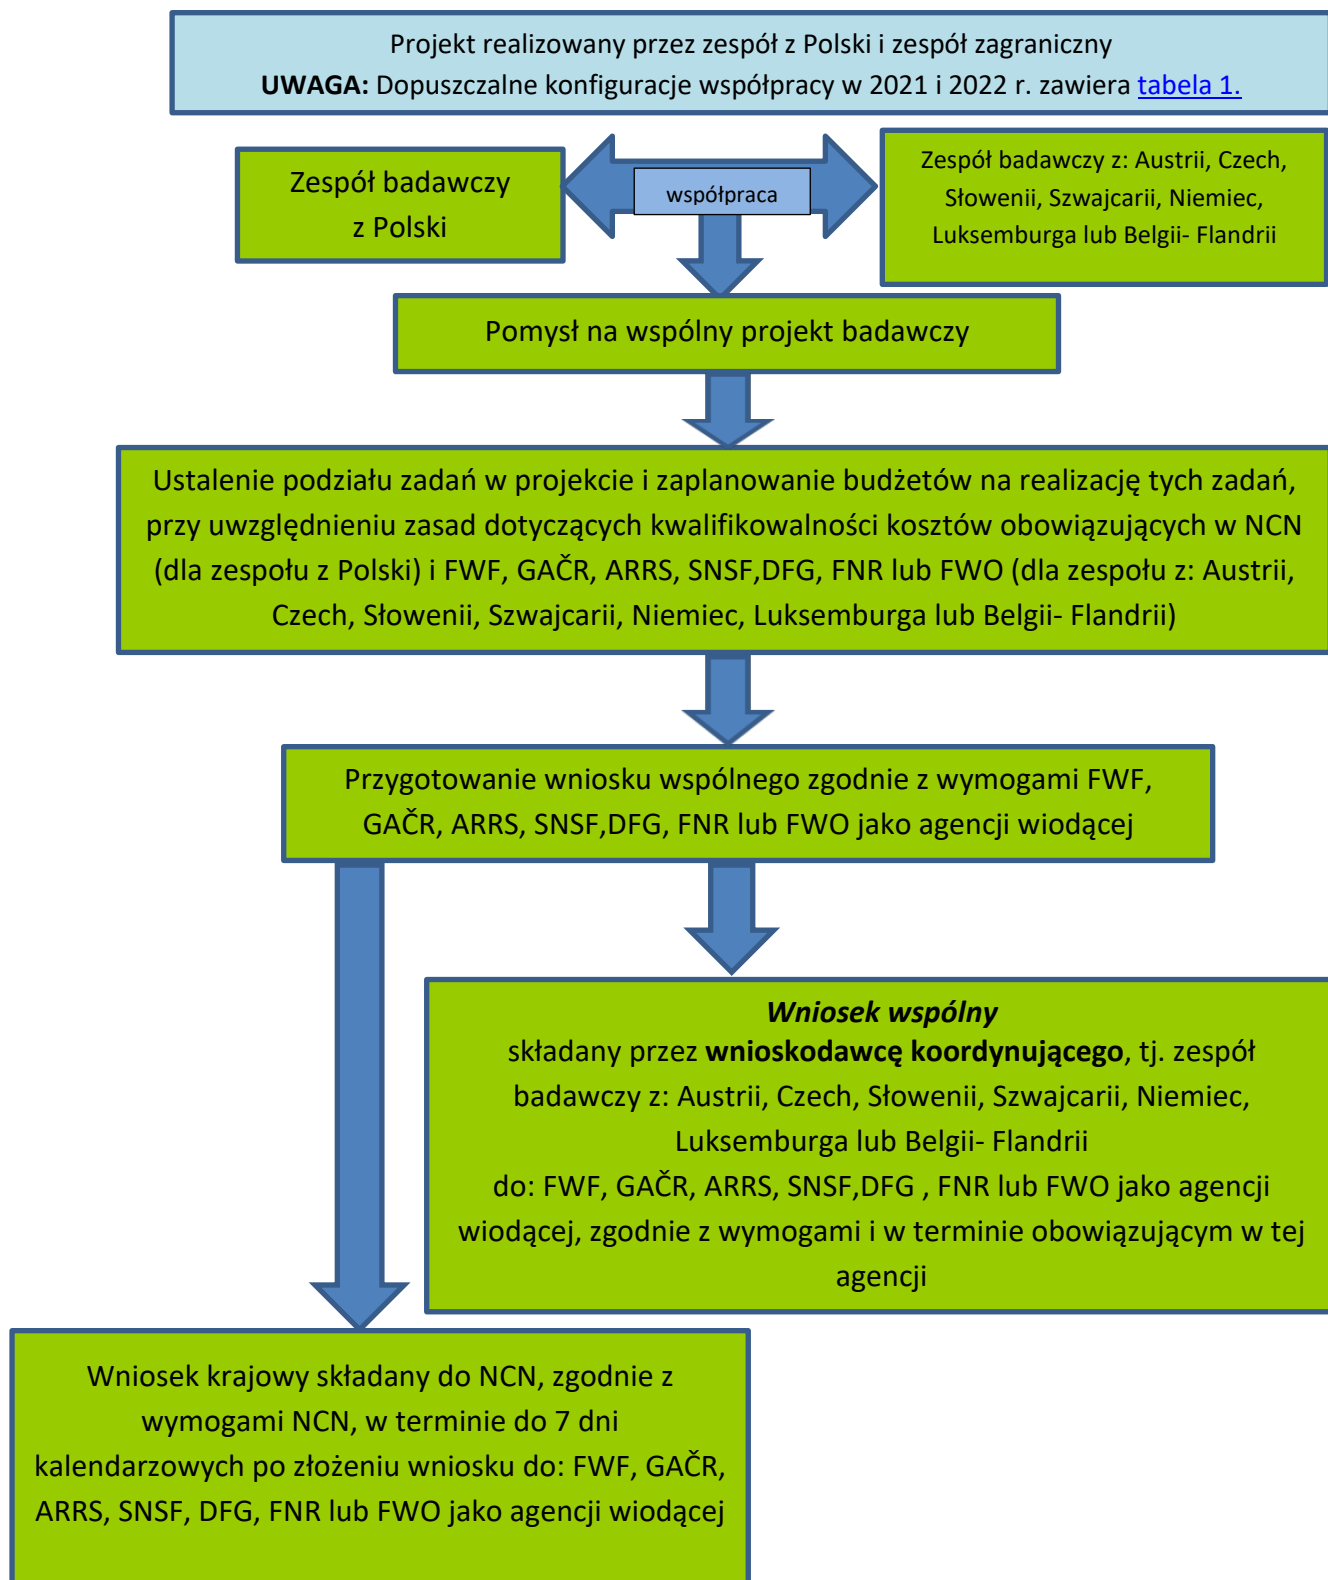 Projekt realizowany przez zespół z Polski i zespół zagraniczny
UWAGA: Dopuszczalne konfiguracje współpracy w 2021 i 2022 r. zawiera tabela 1.
Zespół badawczy
z Polski
współpraca
Zespół badawczy z: Austrii, Czech,
Słowenii, Szwajcarii, Niemiec,
Luksemburga lub Belgii- Flandrii
Pomysł na wspólny projekt badawczy
Ustalenie podziału zadań w projekcie i zaplanowanie budżetów na realizację tych zadań,
przy uwzględnieniu zasad dotyczących kwalifikowalności kosztów obowiązujących w NCN
(dla zespołu z Polski) i FWF, GAČR, ARRS, SNSF,DFG, FNR lub FWO (dla zespołu z: Austrii,
Czech, Słowenii, Szwajcarii, Niemiec, Luksemburga lub Belgii- Flandrii)
Przygotowanie wniosku wspólnego zgodnie z wymogami FWF,
GAČR, ARRS, SNSF,DFG, FNR lub FWO jako agencji wiodącej
Wniosek wspólny
składany przez wnioskodawcę koordynującego, tj. zespół
badawczy z: Austrii, Czech, Słowenii, Szwajcarii, Niemiec,
Luksemburga lub Belgii- Flandrii
do: FWF, GAČR, ARRS, SNSF,DFG , FNR lub FWO jako agencji
wiodącej, zgodnie z wymogami i w terminie obowiązującym w tej
agencji
Wniosek krajowy składany do NCN, zgodnie z
wymogami NCN, w terminie do 7 dni
kalendarzowych po złożeniu wniosku do: FWF, GAČR,
ARRS, SNSF, DFG, FNR lub FWO jako agencji wiodącej